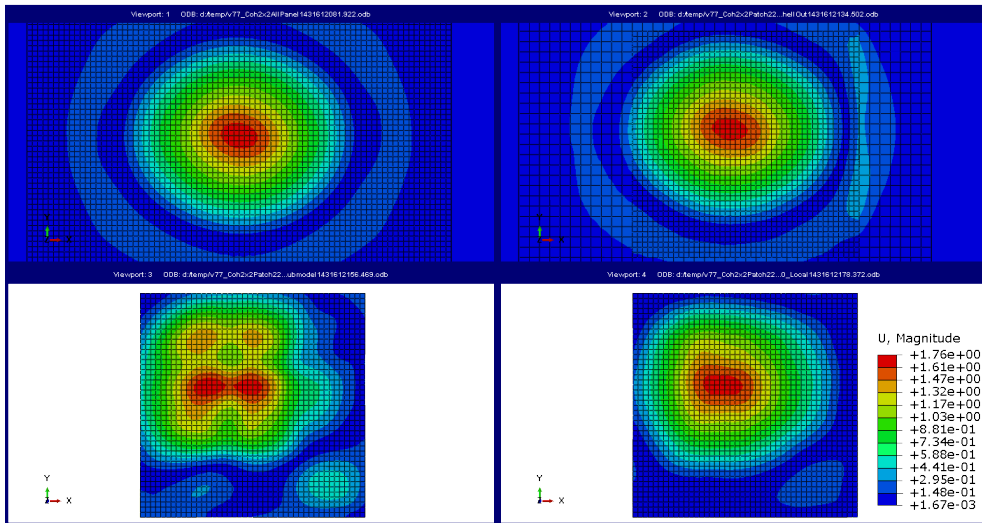 Viewport: 1 ODB: d:/temp/v77_Coh2x2AllPanel1431612081.922.odb
Viewport: 2 ODB: d:/temp/v77_Coh2x2Patch22...hellOut1431612134.502.odb
Y
X
Y
X
Viewport: 3 ODB: d:/temp/v77_Coh2x2Patch22...ubmodel1431612156.469.odb
Viewport: 4 ODB: d:/temp/v77_Coh2x2Patch22...0_Local1431612178.372.odb
U, Magnitude
+1.76e+00
+1.61e+00
+1.47e+00
+1.32e+00
+1.17e+00
+1.03e+00
+8.81e-01
+7.34e-01
+5.88e-01
+4.41e-01
+2.95e-01
+1.48e-01
+1.67e-03
Y
Z X
Y
Z X